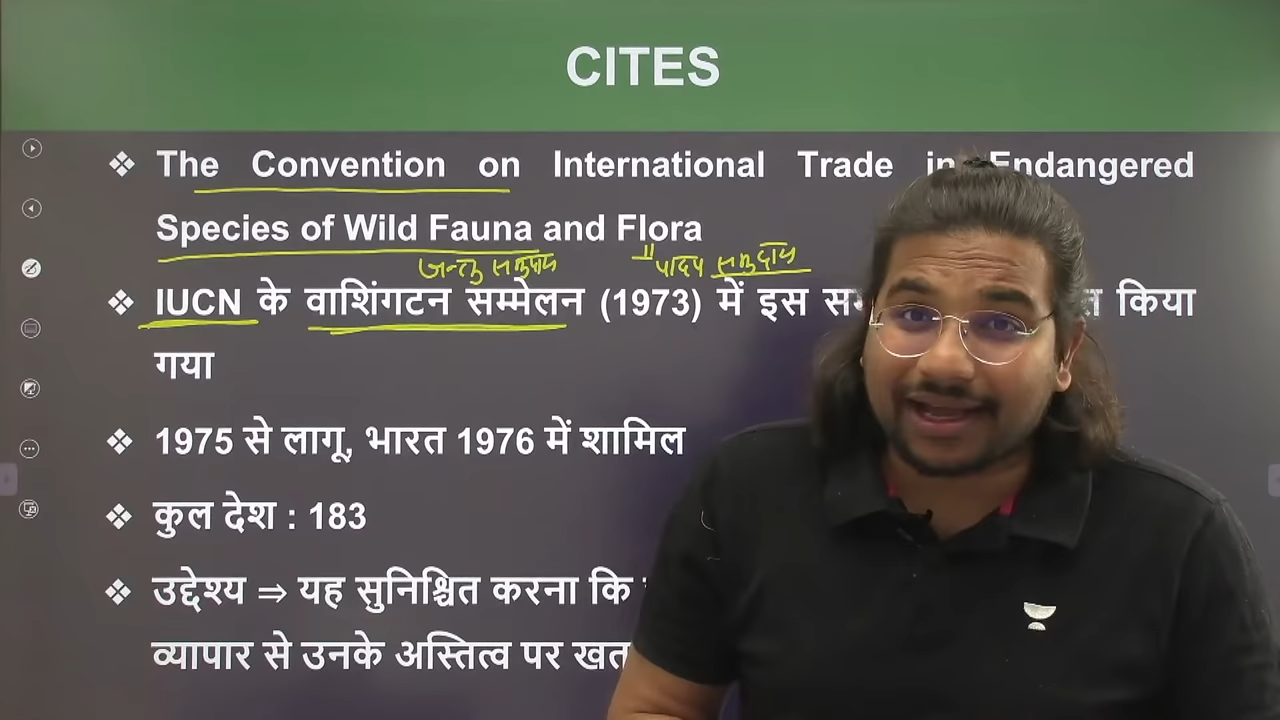 CITES
❖ The Convention on International Trade in Endangered
Species of Wild Fauna and Flora
जन्तु समुदाय पादप समुदाय
❖ IUCN के वाशिंगटन सम्मेलन (1973) में इस किया
गया
❖ 1975 से लागू, भारत 1976 में शामिल
❖ कुल देश : 183
❖ उद्देश्य ⇒ यह सुनिश्चित करना कि
व्यापार से उनके अस्तित्व पर